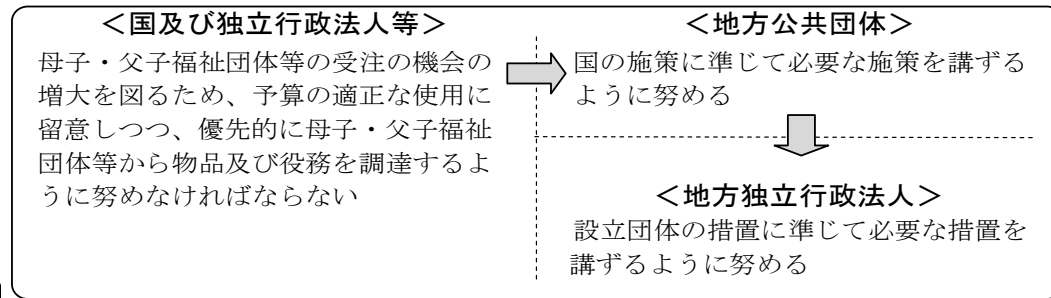 ＜国及び独立行政法人等＞
母子・父子福祉団体等の受注の機会の
増大を図るため、予算の適正な使用に
留意しつつ、優先的に母子・父子福祉
団体等から物品及び役務を調達するよ
うに努めなければならない
＜地方公共団体＞
国の施策に準じて必要な施策を講ずる
ように努める
＜地方独立行政法人＞
設立団体の措置に準じて必要な措置を
講ずるように努める